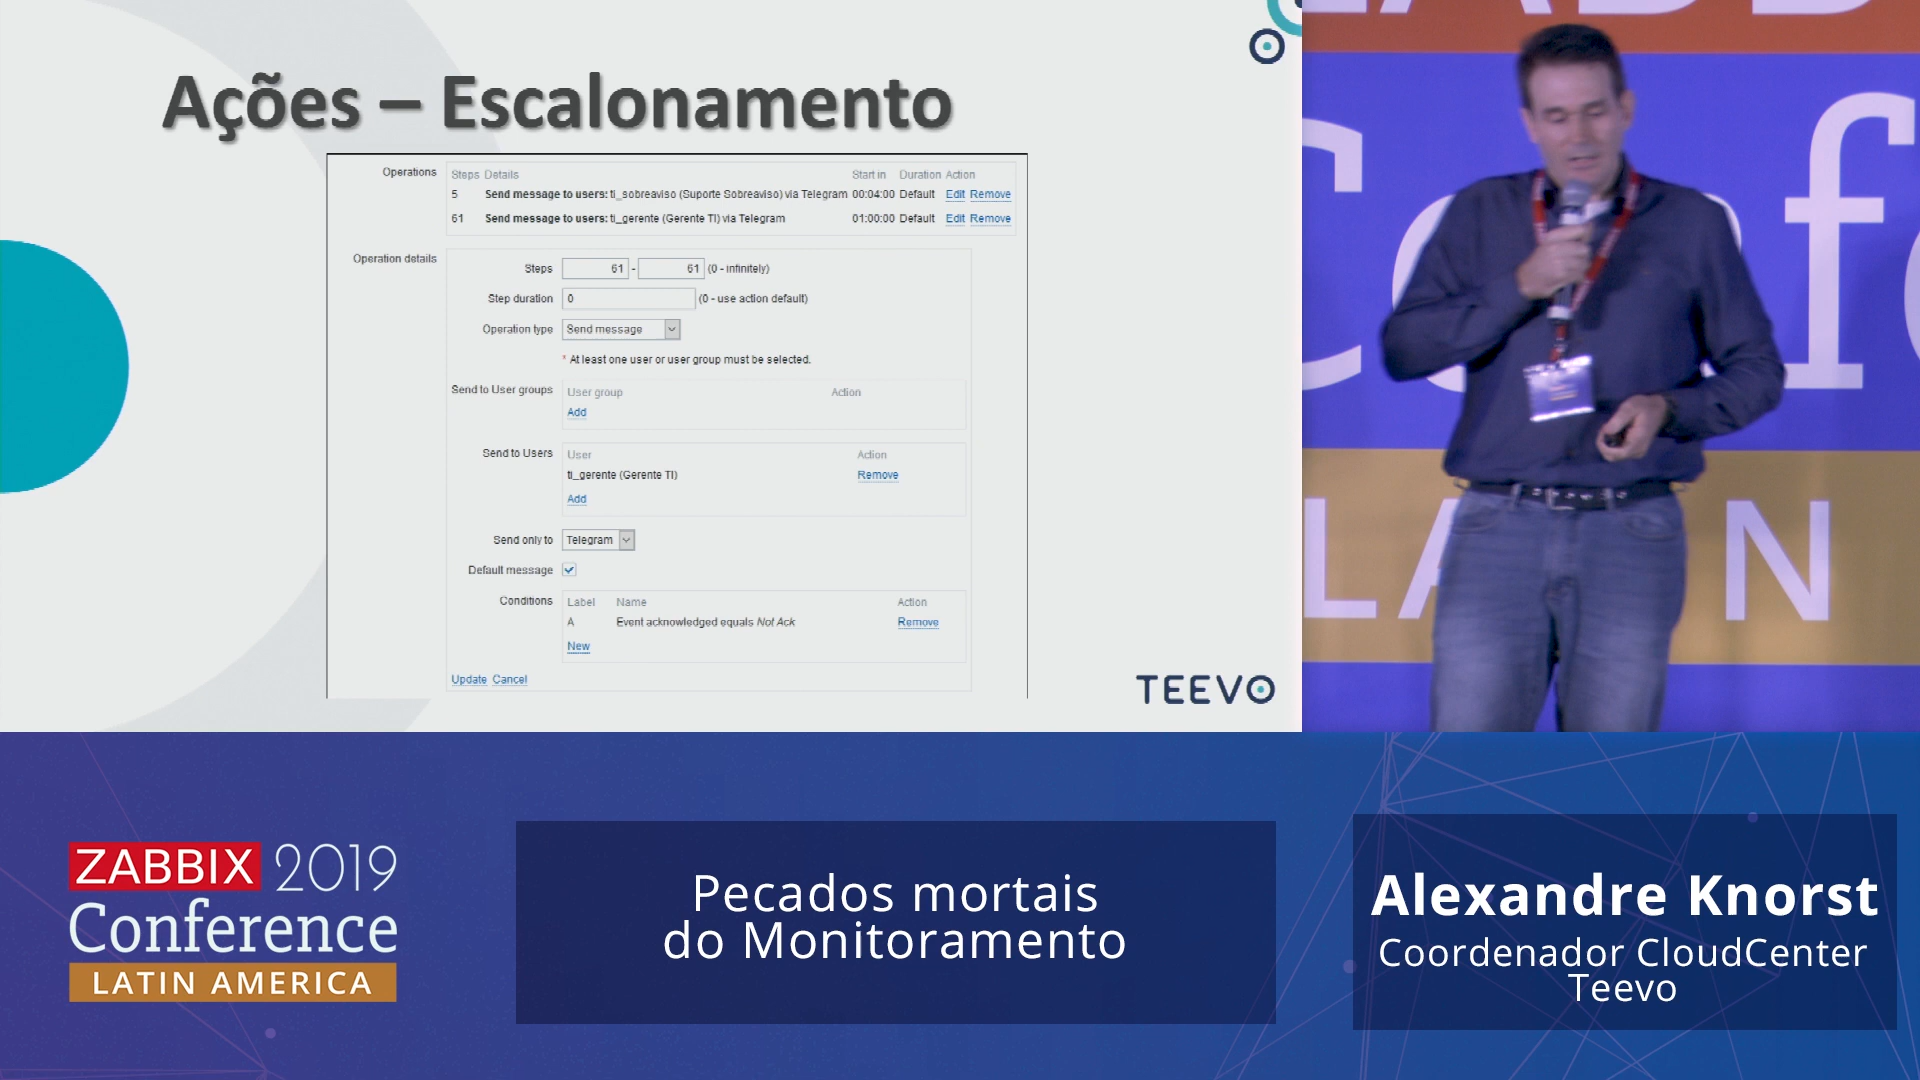 Ações – Escalonamento
Operations
Steps Details Start in Duration Action
5 Send message to users: ti_sobreaviso (Suporte Sobreaviso) via Telegram 00:04:00 Default Edit Remove
61 Send message to users: ti_gerente (Gerente TI) via Telegram 01:00:00 Default Edit Remove
Operation details
Steps 61 - 61 (0 - infinitely)
Step duration 0 (0 - use action default)
Operation type Send message
* At least one user or user group must be selected.
Send to User groups User group Action
Add
Send to Users User Action
ti_gerente (Gerente TI) Remove
Add
Send only to Telegram
Default message
Conditions Label Name Action
A Event acknowledged equals Not Ack Remove
New
Update Cancel
TEEVO
ZABBIX 2019
Conference
LATIN AMERICA
Pecados mortais
do Monitoramento
Alexandre Knorst
Coordenador CloudCenter
Teevo